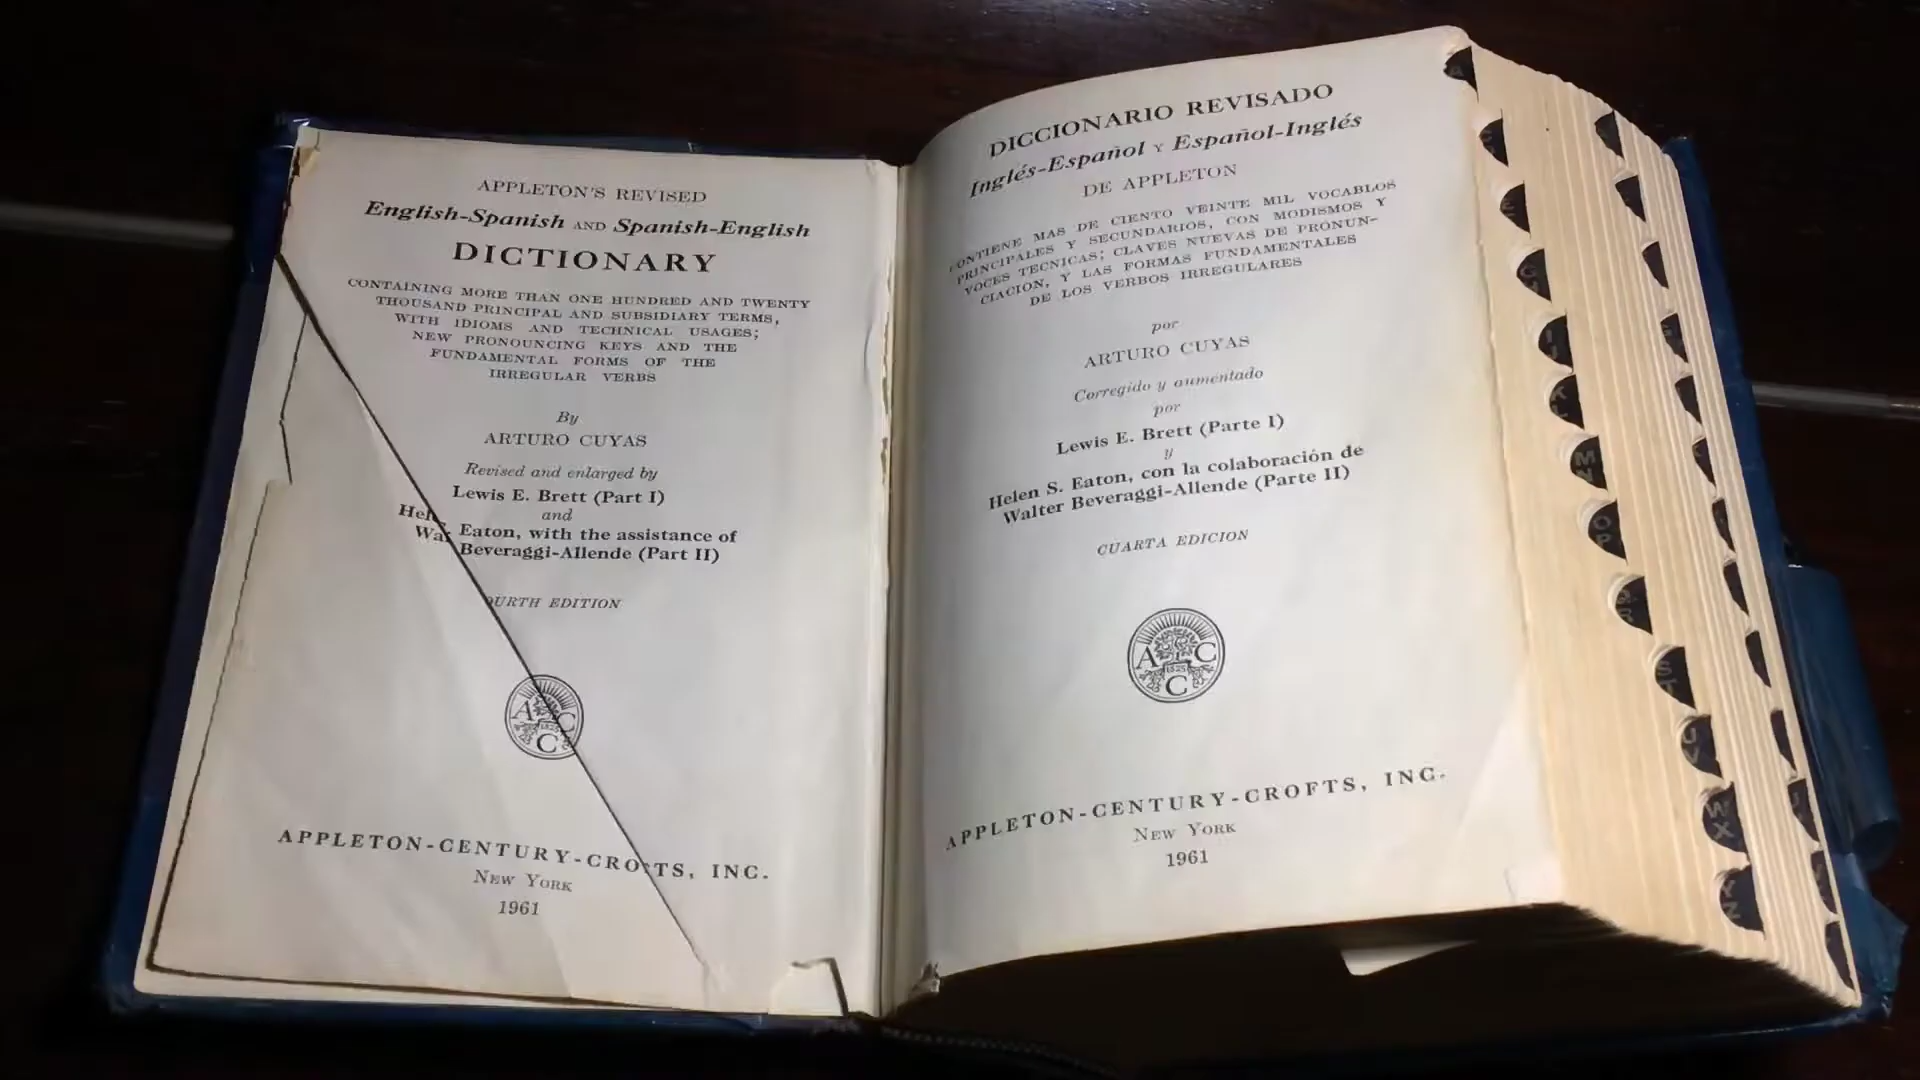 APPLETON'S REVISED
English-Spanish AND Spanish-English
DICTIONARY
CONTAINING MORE THAN ONE HUNDRED AND TWENTY
THOUSAND PRINCIPAL AND SUBSIDIARY TERMS,
WITH IDIOMS AND TECHNICAL USAGES;
NEW PRONOUNCING KEYS AND THE
FUNDAMENTAL FORMS OF THE
IRREGULAR VERBS
By
ARTURO CUYAS
Revised and enlarged by
Lewis E. Brett (Part I)
and
Eaton, with the assistance of
Beveraggi-Allende (Part II)
EDITION
A C
1825
C
APPLETON-CENTURY-CROFTS, INC.
NEW YORK
1961
DICCIONARIO REVISADO
Inglés-Español Y Español-Inglés
DE APPLETON
CONTIENE MAS DE CIENTO VEINTE MIL VOCABLOS
PRINCIPALES Y SECUNDARIOS, CON MODISMOS Y
VOCES TECNICAS; CLAVES NUEVAS DE PRONUN-
CIACION, Y LAS FORMAS FUNDAMENTALES
DE LOS VERBOS IRREGULARES
por
ARTURO CUYAS
Corregido y aumentado
por
Lewis E. Brett (Parte I)
y
Helen S. Eaton, con la colaboración de
Walter Beveraggi-Allende (Parte II)
CUARTA EDICION
A C
1825
C
APPLETON-CENTURY-CROFTS, INC.
NEW YORK
1961
A
C
E
G H
I J
K L
M N
O P
Q R
S T
U V
W X
Y Z